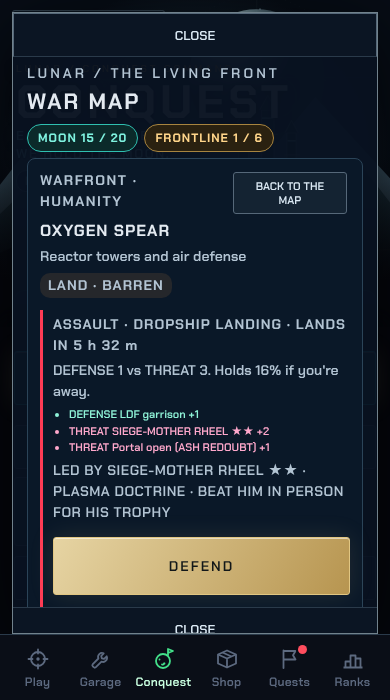 CLOSE
LUNAR / THE LIVING FRONT
WAR MAP
MOON 15 / 20
FRONTLINE 1 / 6
WARFRONT ·
HUMANITY
BACK TO THE
MAP
OXYGEN SPEAR
Reactor towers and air defense
LAND · BARREN
ASSAULT · DROPSHIP LANDING · LANDS
IN 5 h 32 m
DEFENSE 1 vs THREAT 3. Holds 16% if you're
away.
• DEFENSE LDF garrison +1
• THREAT SIEGE-MOTHER RHEEL ★★ +2
• THREAT Portal open (ASH REDOUBT) +1
LED BY SIEGE-MOTHER RHEEL ★★ ·
PLASMA DOCTRINE · BEAT HIM IN PERSON
FOR HIS TROPHY
DEFEND
CLOSE
Play
Garage
Conquest
Shop
Quests
Ranks